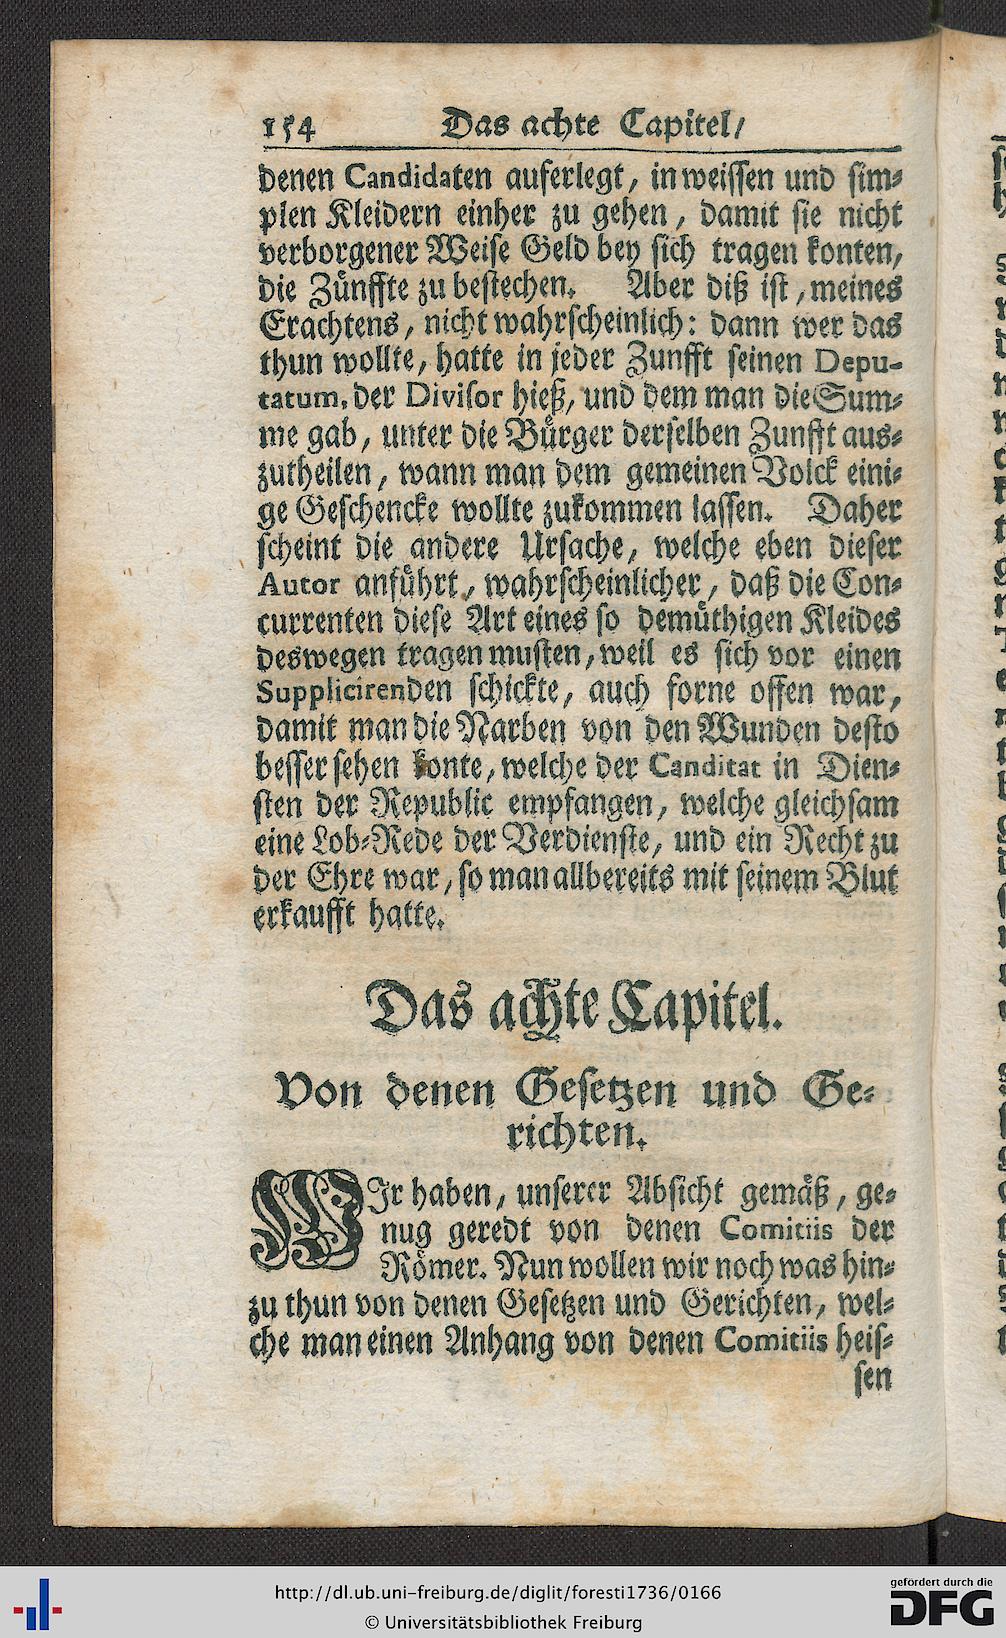 154 Das achte Capitel/
denen Candidaten auferlegt, in weissen und sim-
plen Kleidern einher zu gehen, damit sie nicht
verborgener Weise Geld bey sich tragen konten,
die Zünffte zu bestechen. Aber diß ist, meines
Erachtens, nicht wahrscheinlich: dann wer das
thun wollte, hatte in jeder Zunfft seinen Depu-
tatum, der Divisor hieß, und dem man die Sum-
me gab, unter die Bürger derselben Zunfft aus-
zutheilen, wann man dem gemeinen Volck eini-
ge Geschencke wollte zukommen lassen. Daher
scheint die andere Ursache, welche eben dieser
Autor anführt, wahrscheinlicher, daß die Con-
currenten diese Art eines so demüthigen Kleides
deswegen tragen musten, weil es sich vor einen
Supplicirenden schickte, auch forne offen war,
damit man die Narben von den Wunden desto
besser sehen konte, welche der Canditat in Dien-
sten der Republic empfangen, welche gleichsam
eine Lob-Rede der Verdienste, und ein Recht zu
der Ehre war, so man allbereits mit seinem Blut
erkaufft hatte.
Das achte Capitel.
Von denen Gesetzen und Ge-
richten.
WIr haben, unserer Absicht gemäß, ge-
nug geredt von denen Comitiis der
Römer. Nun wollen wir noch was hin-
zu thun von denen Gesetzen und Gerichten, wel-
che man einen Anhang von denen Comitiis heis-
sen
http://dl.ub.uni-freiburg.de/diglit/foresti1736/0166
© Universitätsbibliothek Freiburg
gefördert durch die
DFG